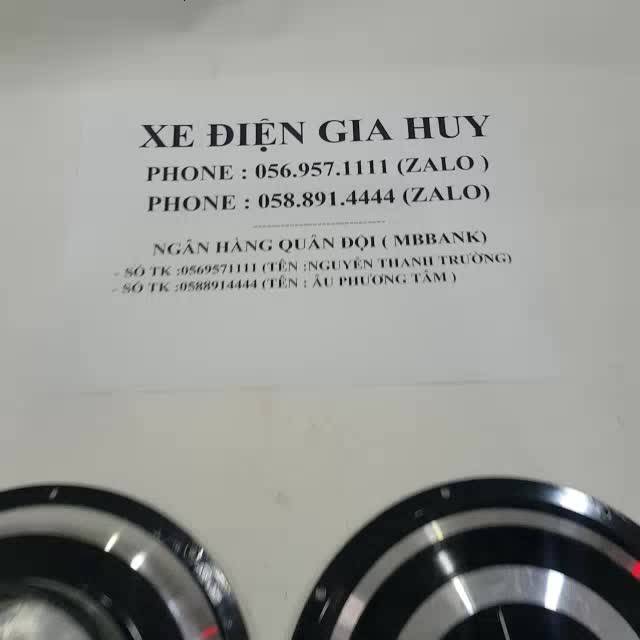 XE ĐIỆN GIA HUY
PHONE : 056.957.1111 (ZALO )
PHONE : 058.891.4444 (ZALO)
----------------------------
NGÂN HÀNG QUÂN ĐỘI ( MBBANK)
- SỐ TK :0569571111 (TÊN :NGUYỄN THANH TRƯỜNG)
- SỐ TK :0588914444 (TÊN : ÂU PHƯƠNG TÂM )